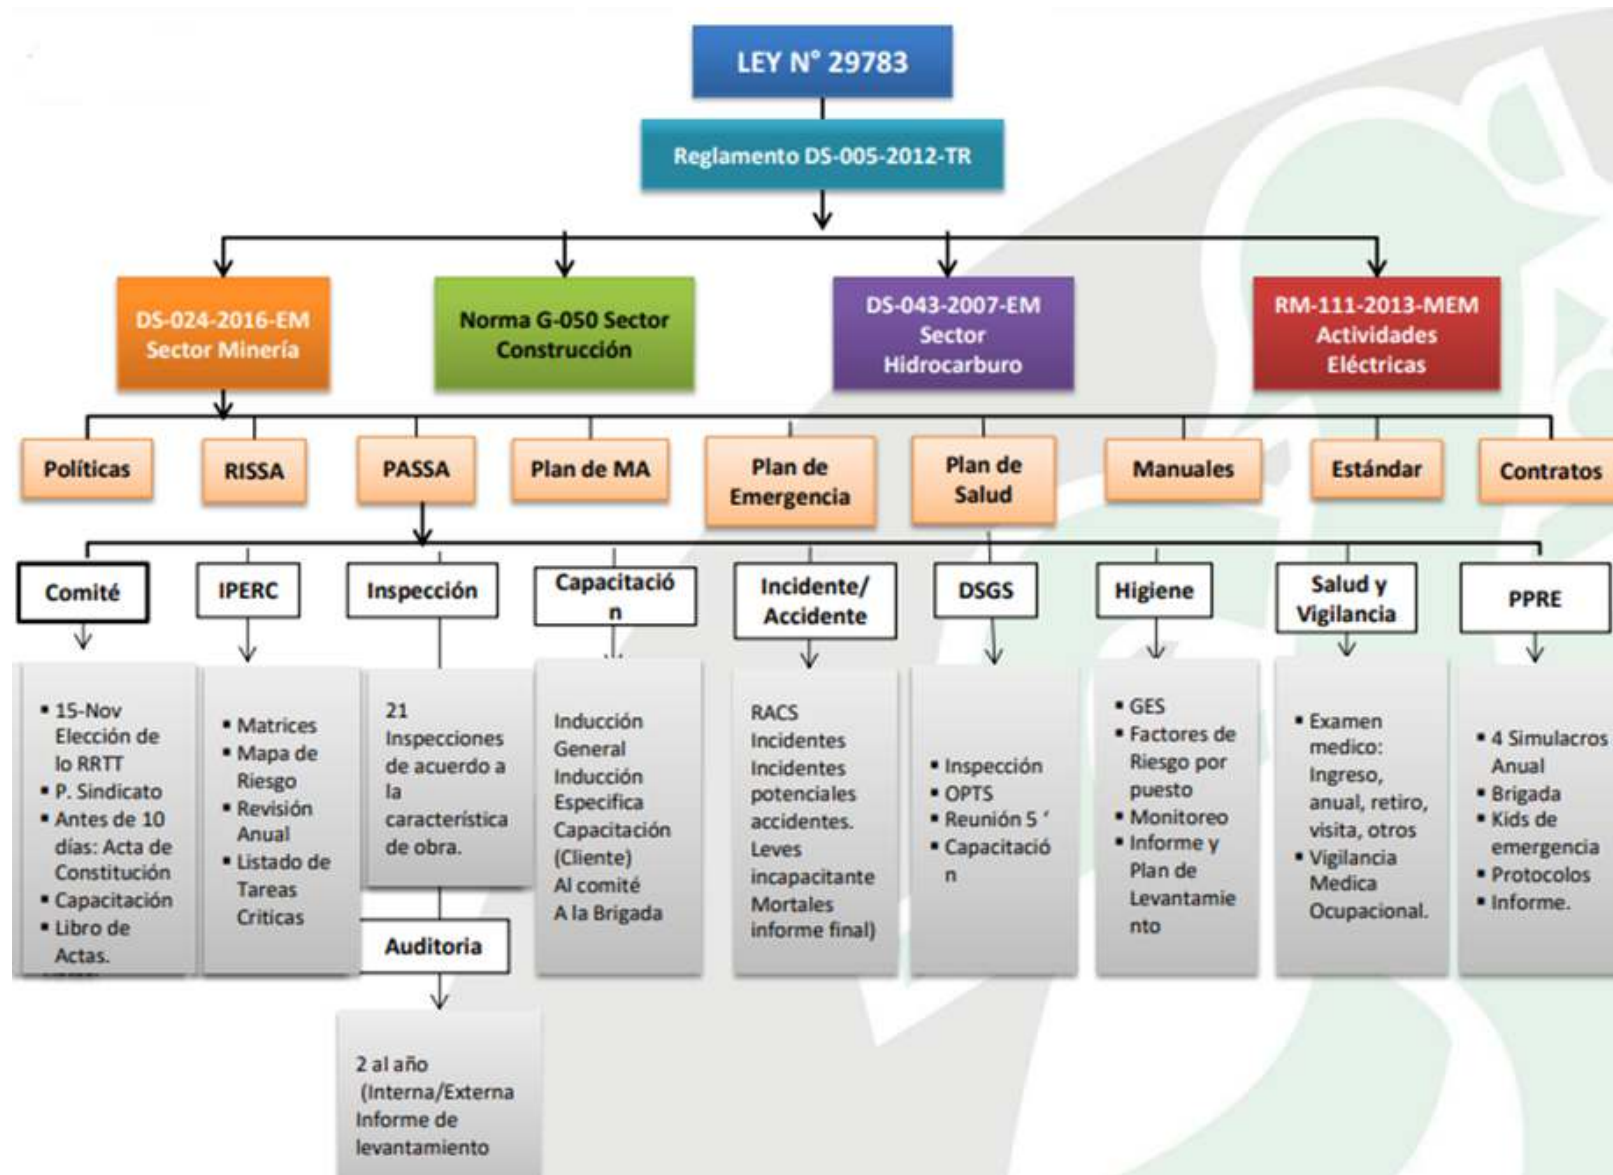 LEY N° 29783
Reglamento DS-005-2012-TR
DS-024-2016-EM
Sector Minería
Norma G-050 Sector
Construcción
DS-043-2007-EM
Sector
Hidrocarburo
RM-111-2013-MEM
Actividades
Eléctricas
Políticas
RISSA
PASSA
Plan de MA
Plan de
Emergencia
Plan de
Salud
Manuales
Estándar
Contratos
Comité
IPERC
Inspección
Capacitació
n
Incidente/
Accidente
DSGS
Higiene
Salud y
Vigilancia
PPRE
▪ 15-Nov
Elección de
lo RRTT
▪ P. Sindicato
▪ Antes de 10
días: Acta de
Constitución
▪ Capacitación
▪ Libro de
Actas.
▪ Matrices
▪ Mapa de
Riesgo
▪ Revisión
Anual
▪ Listado de
Tareas
Criticas
21
Inspecciones
de acuerdo a
la
característica
de obra.
Inducción
General
Inducción
Especifica
Capacitación
(Cliente)
Al comité
A la Brigada
RACS
Incidentes
Incidentes
potenciales
accidentes.
Leves
incapacitante
Mortales
informe final)
▪ Inspección
▪ OPTS
▪ Reunión 5 ‘
▪ Capacitació
n
▪ GES
▪ Factores de
Riesgo por
puesto
▪ Monitoreo
▪ Informe y
Plan de
Levantamie
nto
▪ Examen
medico:
Ingreso,
anual, retiro,
visita, otros
▪ Vigilancia
Medica
Ocupacional.
▪ 4 Simulacros
Anual
▪ Brigada
▪ Kids de
emergencia
▪ Protocolos
▪ Informe.
Auditoria
2 al año
(Interna/Externa
Informe de
levantamiento